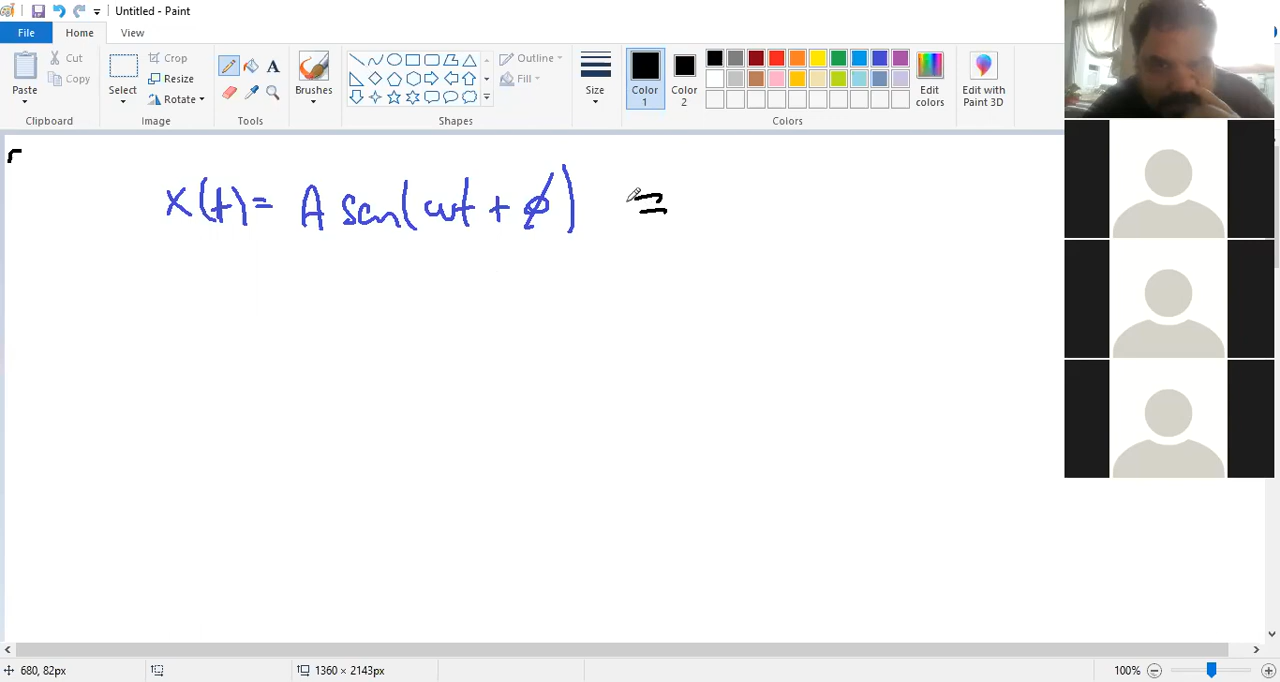 Untitled - Paint
File Home View
Paste Cut Copy Select Crop Resize Rotate Brushes Outline Fill Size Color 1 Color 2 Edit colors Edit with Paint 3D
Clipboard Image Tools Shapes Colors
x(t) = A sen(ωt + φ) =
680, 82px 1360 × 2143px 100%